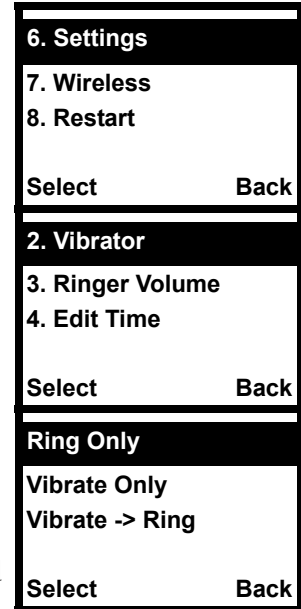 6. Settings
7. Wireless
8. Restart
Select Back
2. Vibrator
3. Ringer Volume
4. Edit Time
Select Back
Ring Only
Vibrate Only
Vibrate -> Ring
Select Back